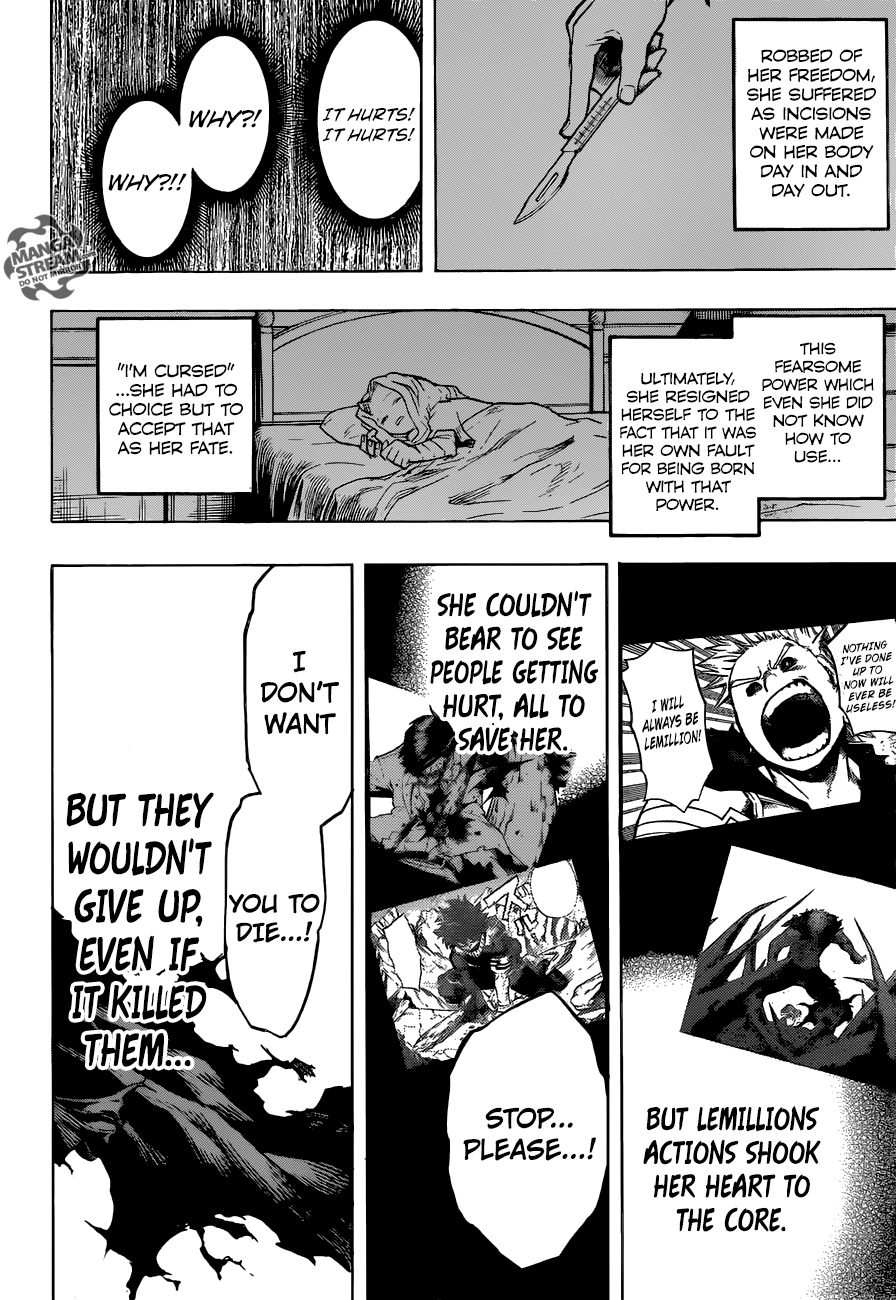 ROBBED OF
HER FREEDOM,
SHE SUFFERED
AS INCISIONS
WERE MADE
ON HER BODY
DAY IN AND
DAY OUT.
IT HURTS!
IT HURTS!
WHY?!
WHY?!!
MANGA
STREAM
DO NOT MIRROR
THIS
FEARSOME
POWER WHICH
EVEN SHE DID
NOT KNOW
HOW TO
USE...
ULTIMATELY,
SHE RESIGNED
HERSELF TO THE
FACT THAT IT WAS
HER OWN FAULT
FOR BEING BORN
WITH THAT
POWER.
"I'M CURSED"
...SHE HAD TO
CHOICE BUT TO
ACCEPT THAT
AS HER FATE.
NOTHING
I'VE DONE
UP TO
NOW WILL
EVER BE
USELESS!
I WILL
ALWAYS BE
LEMILLION!
BUT LEMILLIONS
ACTIONS SHOOK
HER HEART TO
THE CORE.
SHE COULDN'T
BEAR TO SEE
PEOPLE GETTING
HURT, ALL TO
SAVE HER.
STOP...
PLEASE...!
I
DON'T
WANT
YOU TO
DIE...!
BUT THEY
WOULDN'T
GIVE UP,
EVEN IF
IT KILLED
THEM...